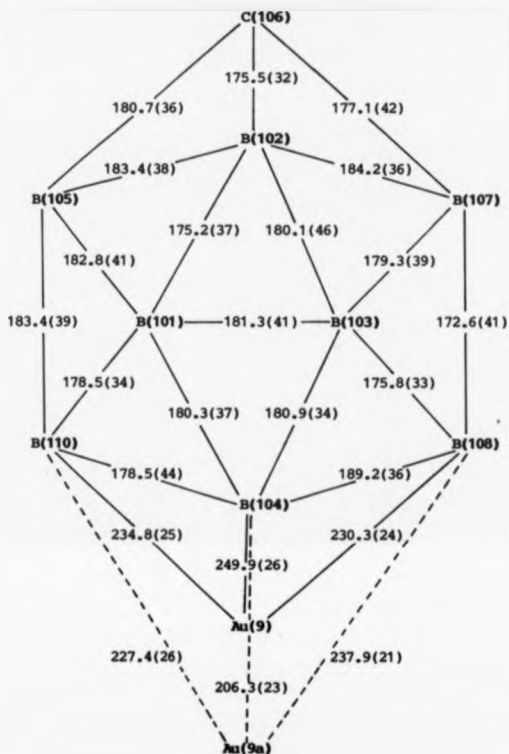 C(106)
175.5(32)
180.7(36) 177.1(42)
B(102)
183.4(38) 184.2(36)
B(105) B(107)
175.2(37) 180.1(46)
182.8(41) 179.3(39)
183.4(39) B(101) 181.3(41) B(103) 172.6(41)
178.5(34) 175.8(33)
180.3(37) 180.9(34)
B(110) B(108)
178.5(44) 189.2(36)
B(104)
234.8(25) 230.3(24)
249.9(26)
Au(9)
227.4(26) 237.9(21)
206.3(23)
Au(9a)